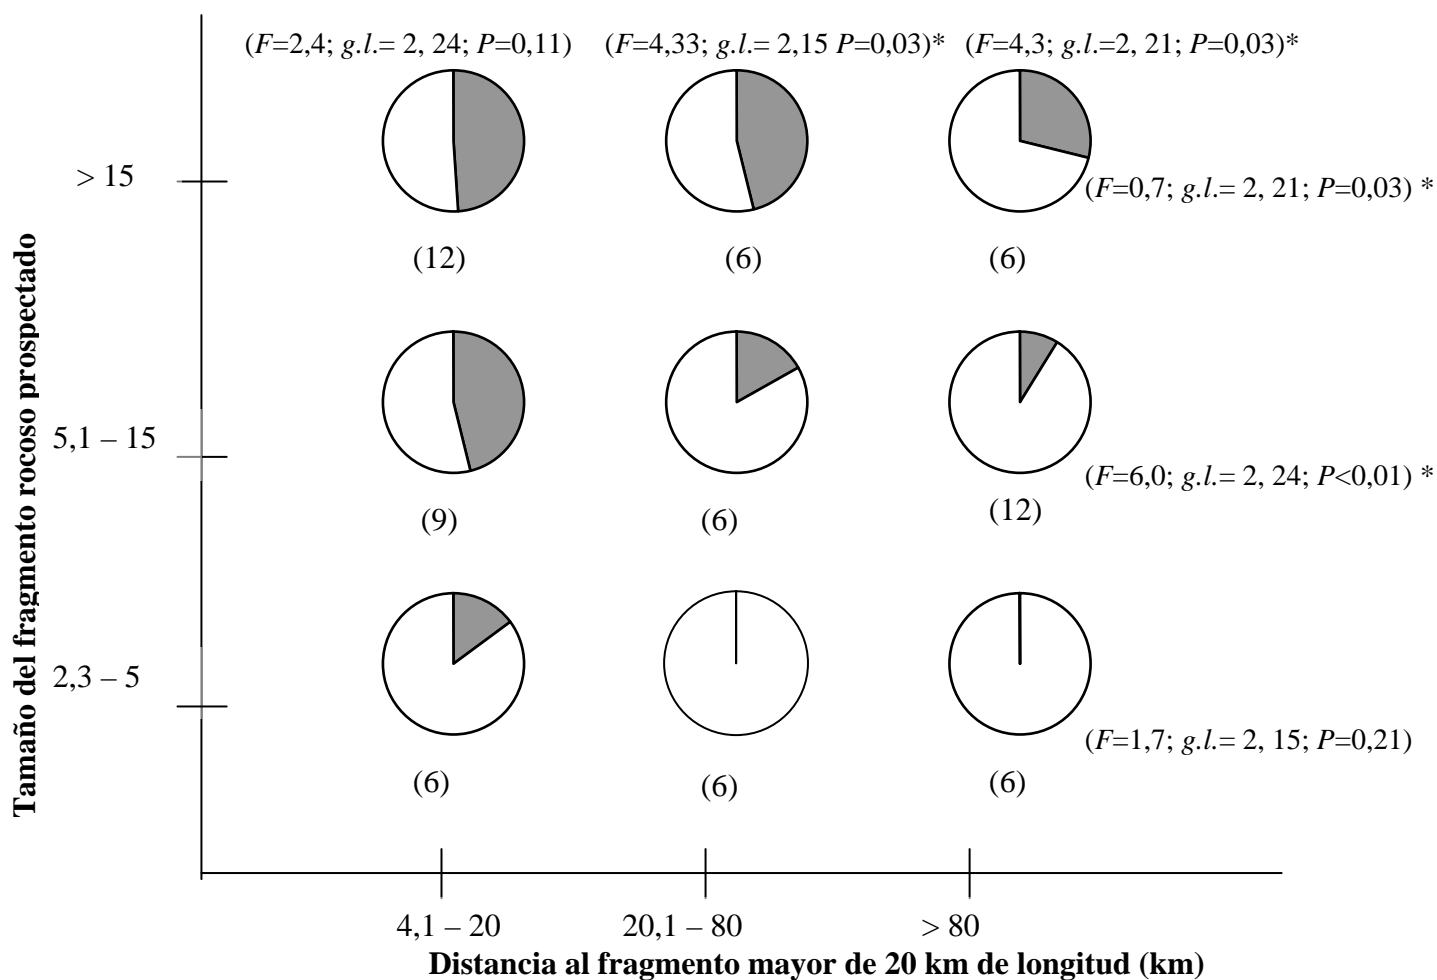 (F=2,4; g.l.= 2, 24; P=0,11) (F=4,33; g.l.= 2,15 P=0,03)* (F=4,3; g.l.=2, 21; P=0,03)*
> 15
(F=0,7; g.l.= 2, 21; P=0,03) *
(12) (6) (6)
5,1 – 15
(F=6,0; g.l.= 2, 24; P<0,01) *
(9) (6) (12)
2,3 – 5
(F=1,7; g.l.= 2, 15; P=0,21)
(6) (6) (6)
Tamaño del fragmento rocoso prospectado
4,1 – 20 20,1 – 80 > 80
Distancia al fragmento mayor de 20 km de longitud (km)